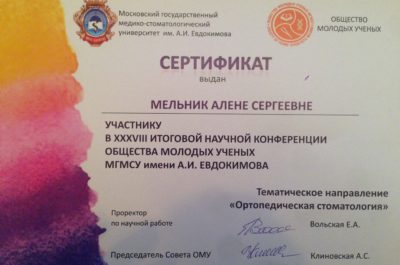 Московский государственный
медико-стоматологический
университет им. А.И. Евдокимова
ОБЩЕСТВО
МОЛОДЫХ УЧЕНЫХ
СЕРТИФИКАТ
выдан
МЕЛЬНИК АЛЕНЕ СЕРГЕЕВНЕ
УЧАСТНИКУ
В XXXVIII ИТОГОВОЙ НАУЧНОЙ КОНФЕРЕНЦИИ
ОБЩЕСТВА МОЛОДЫХ УЧЕНЫХ
МГМСУ имени А.И. ЕВДОКИМОВА
Тематическое направление
«Ортопедическая стоматология»
Проректор
по научной работе
Вольская Е.А.
Председатель Совета ОМУ
Клиновская А.С.